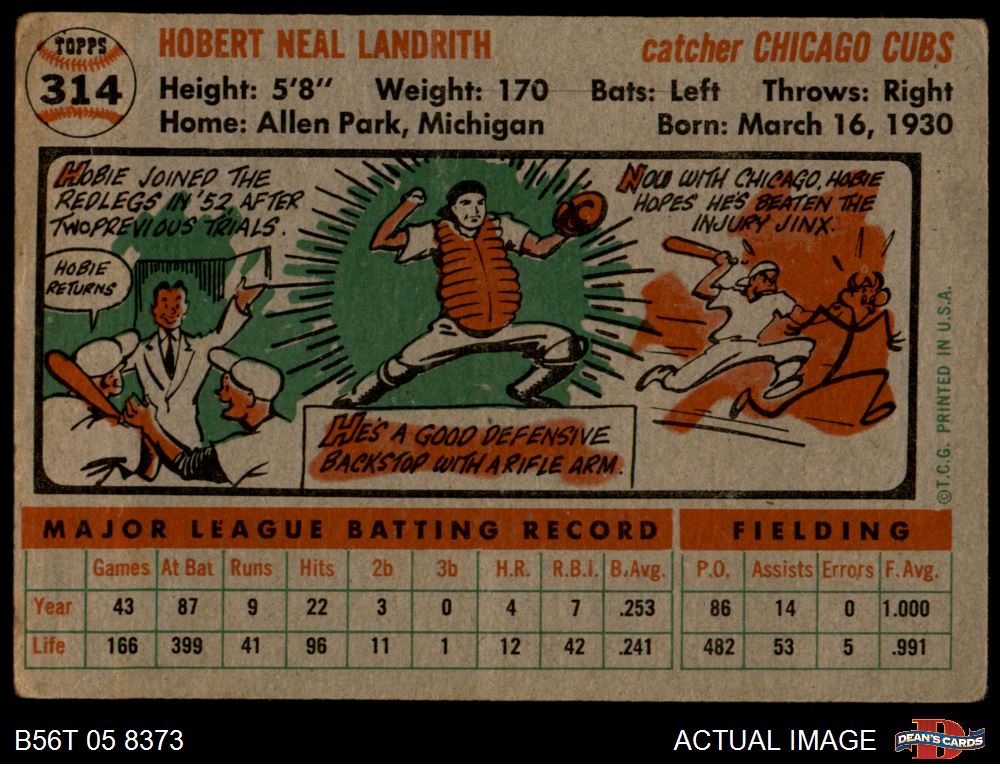 TOPPS
314
HOBERT NEAL LANDRITH
catcher CHICAGO CUBS
Height: 5'8" Weight: 170 Bats: Left Throws: Right
Home: Allen Park, Michigan Born: March 16, 1930
HOBIE JOINED THE
REDLEGS IN '52 AFTER
TWO PREVIOUS TRIALS.
HOBIE
RETURNS
HE'S A GOOD DEFENSIVE
BACKSTOP WITH A RIFLE ARM.
NOW WITH CHICAGO, HOBIE
HOPES HE'S BEATEN THE
INJURY JINX.
©T.C.G. PRINTED IN U.S.A.
MAJOR LEAGUE BATTING RECORD FIELDING
Games At Bat Runs Hits 2b 3b H.R. R.B.I. B.Avg. P.O. Assists Errors F.Avg.
Year 43 87 9 22 3 0 4 7 .253 86 14 0 1.000
Life 166 399 41 96 11 1 12 42 .241 482 53 5 .991
B56T 05 8373
ACTUAL IMAGE
D
DEAN'S CARDS